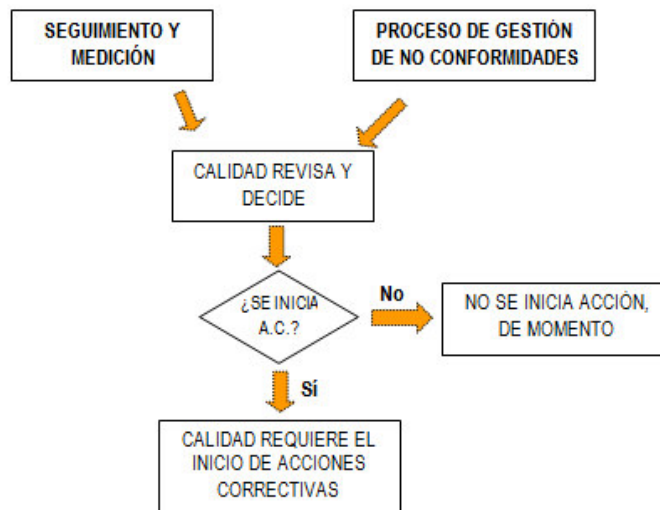 SEGUIMIENTO Y
MEDICIÓN
PROCESO DE GESTIÓN
DE NO CONFORMIDADES
CALIDAD REVISA Y
DECIDE
¿SE INICIA
A.C.?
No
NO SE INICIA ACCIÓN,
DE MOMENTO
Sí
CALIDAD REQUIERE EL
INICIO DE ACCIONES
CORRECTIVAS